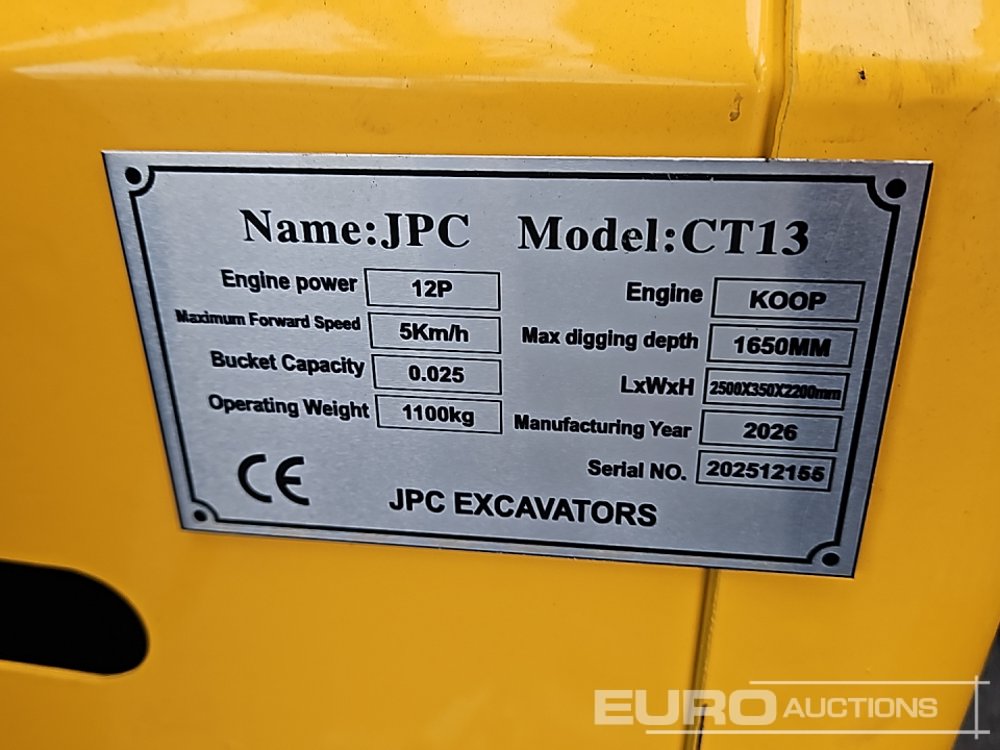 Name:JPC Model:CT13
Engine power 12P Engine KOOP
Maximum Forward Speed 5Km/h Max digging depth 1650MM
Bucket Capacity 0.025 LxWxH 2500X350X2200mm
Operating Weight 1100kg Manufacturing Year 2026
Serial NO. 202512155
CE JPC EXCAVATORS
EURO AUCTIONS